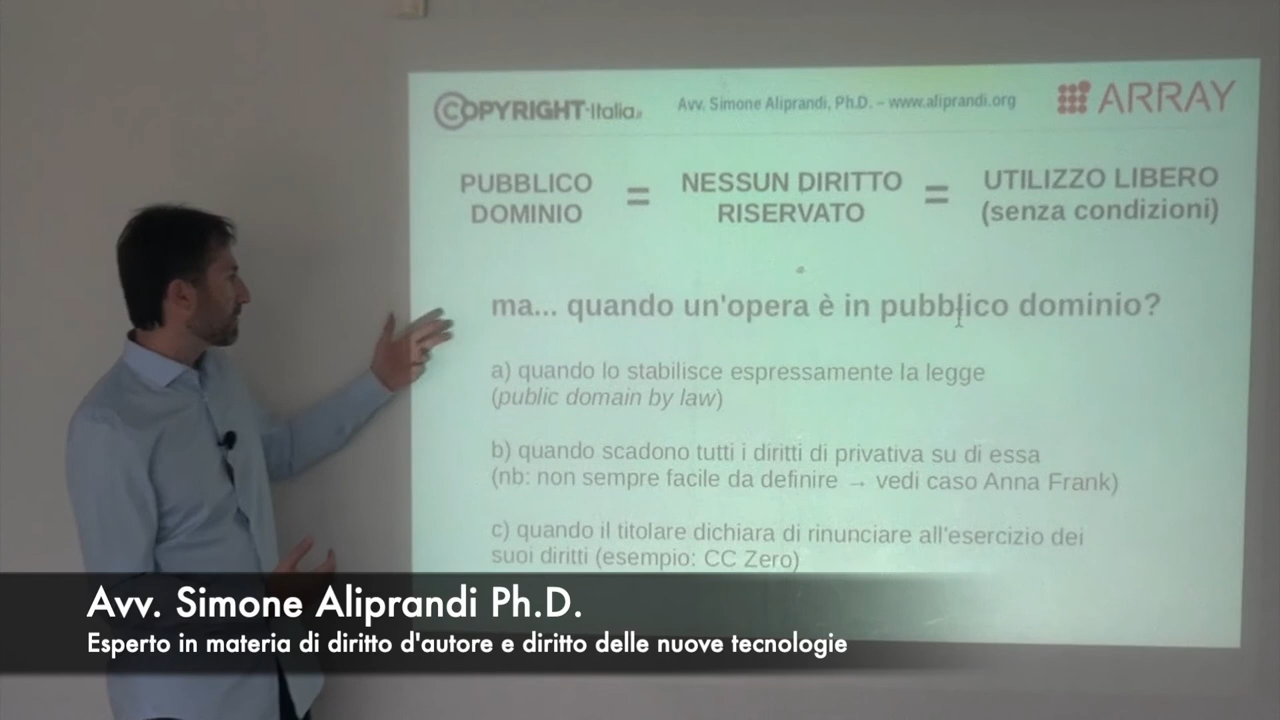 COPYRIGHT-Italia.it
Avv. Simone Aliprandi, Ph.D. – www.aliprandi.org
ARRAY
PUBBLICO
DOMINIO
=
NESSUN DIRITTO
RISERVATO
=
UTILIZZO LIBERO
(senza condizioni)
ma... quando un'opera è in pubblico dominio?
a) quando lo stabilisce espressamente la legge
(public domain by law)
b) quando scadono tutti i diritti di privativa su di essa
(nb: non sempre facile da definire → vedi caso Anna Frank)
c) quando il titolare dichiara di rinunciare all'esercizio dei
suoi diritti (esempio: CC Zero)
Avv. Simone Aliprandi Ph.D.
Esperto in materia di diritto d'autore e diritto delle nuove tecnologie